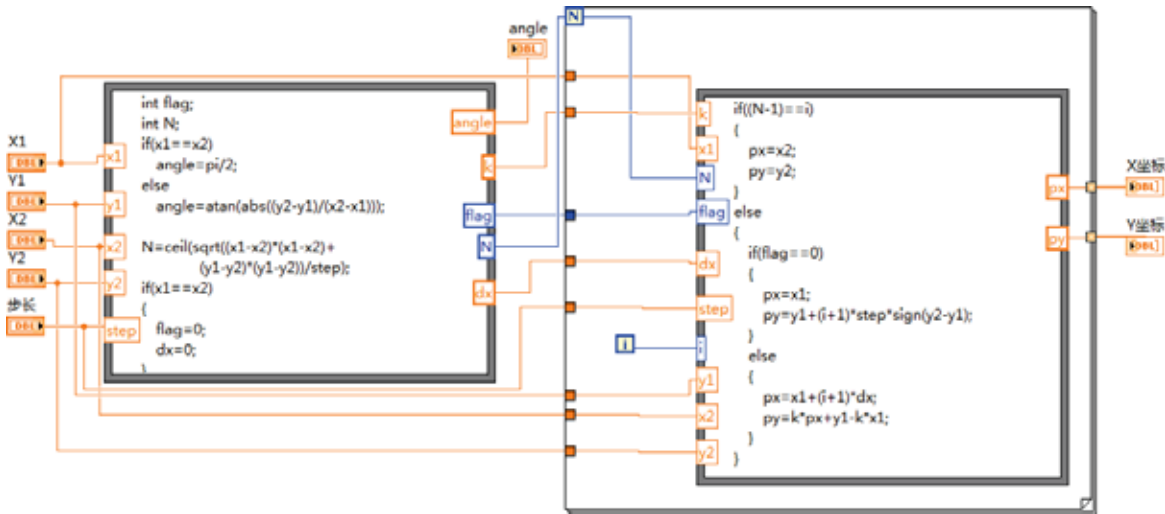 X1
DBL
Y1
DBL
X2
DBL
Y2
DBL
步长
DBL
x1
y1
x2
y2
step
int flag;
int N;
if(x1==x2)
angle=pi/2;
else
angle=atan(abs((y2-y1)/(x2-x1)));
N=ceil(sqrt((x1-x2)*(x1-x2)+
(y1-y2)*(y1-y2))/step);
if(x1==x2)
{
flag=0;
dx=0;
}
angle
k
flag
N
dx
angle
DBL
N
i
k
x1
N
flag
dx
step
i
y1
x2
y2
if((N-1)==i)
{
px=x2;
py=y2;
}
else
{
if(flag==0)
{
px=x1;
py=y1+(i+1)*step*sign(y2-y1);
}
else
{
px=x1+(i+1)*dx;
py=k*px+y1-k*x1;
}
}
px
py
X坐标
DBL
Y坐标
DBL